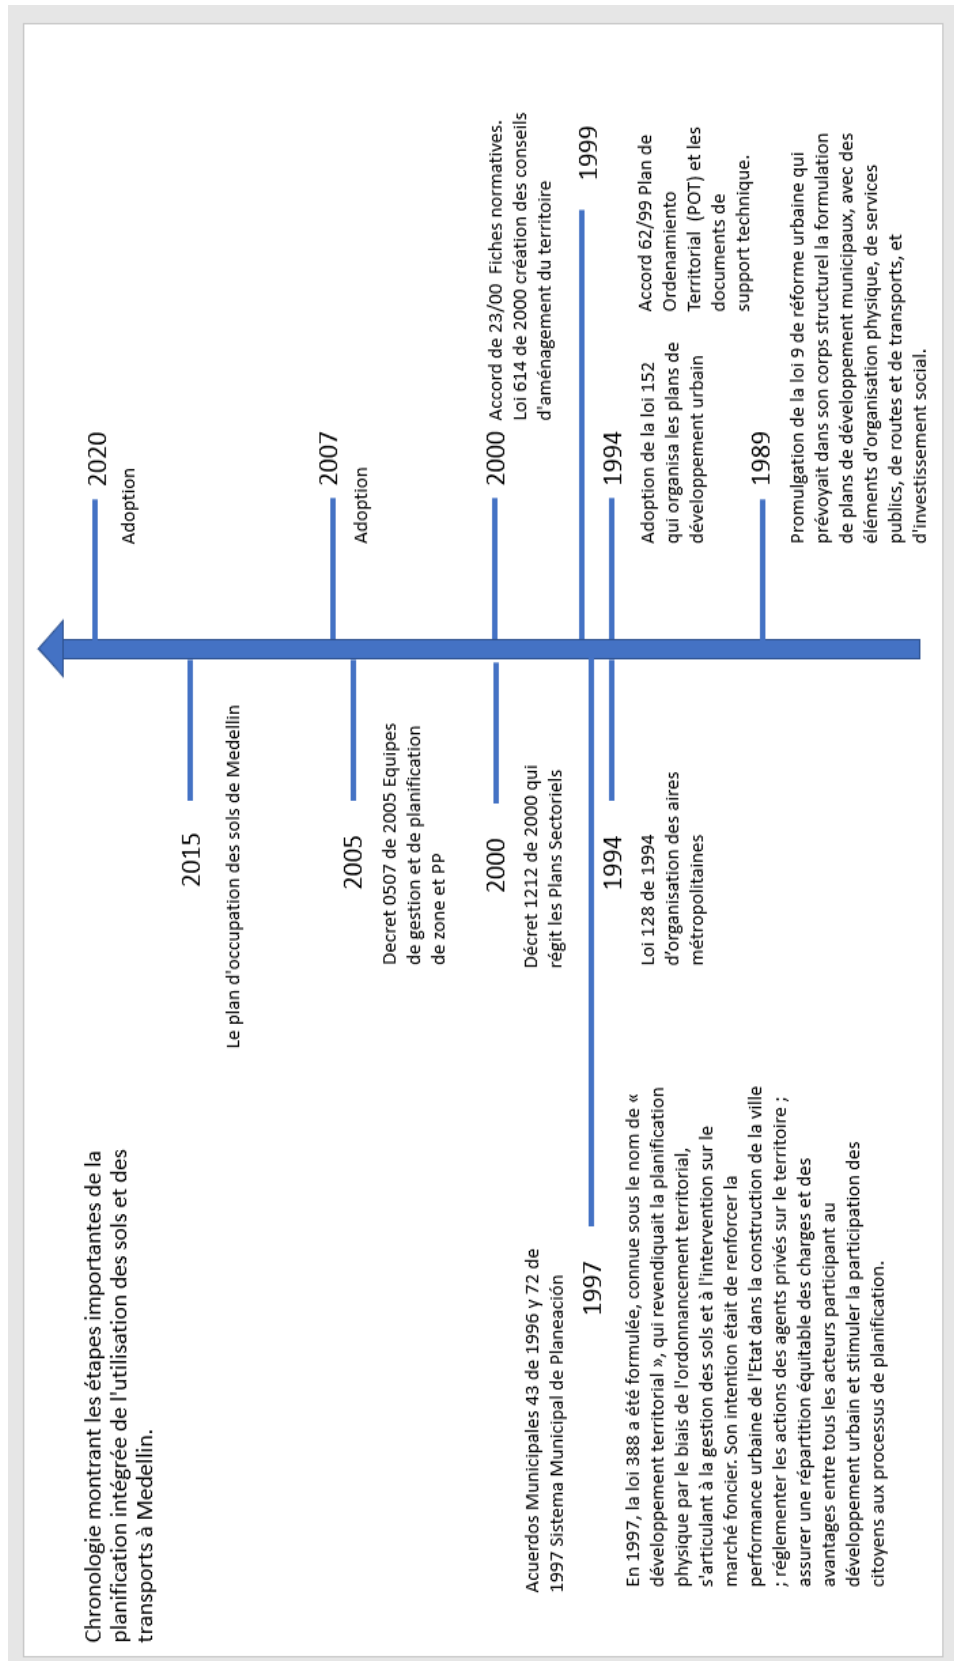 Chronologie montrant les étapes importantes de la
planification intégrée de l'utilisation des sols et des
transports à Medellin.
2020
Adoption
2015
Le plan d'occupation des sols de Medellin
2007
Adoption
2005
Decret 0507 de 2005 Equipes
de gestion et de planification
de zone et PP
2000
Accord de 23/00 Fiches normatives.
Loi 614 de 2000 création des conseils
d'aménagement du territoire
2000
Décret 1212 de 2000 qui
régit les Plans Sectoriels
1999
Accord 62/99 Plan de
Ordenamiento
Territorial (POT) et les
documents de
support technique.
Acuerdos Municipales 43 de 1996 y 72 de
1997 Sistema Municipal de Planeación
1997
En 1997, la loi 388 a été formulée, connue sous le nom de «
développement territorial », qui revendiquait la planification
physique par le biais de l'ordonnancement territorial,
s'articulant à la gestion des sols et à l'intervention sur le
marché foncier. Son intention était de renforcer la
performance urbaine de l'Etat dans la construction de la ville
; réglementer les actions des agents privés sur le territoire ;
assurer une répartition équitable des charges et des
avantages entre tous les acteurs participant au
développement urbain et stimuler la participation des
citoyens aux processus de planification.
1994
Loi 128 de 1994
d'organisation des aires
métropolitaines
1994
Adoption de la loi 152
qui organisa les plans de
développement urbain
1989
Promulgation de la loi 9 de réforme urbaine qui
prévoyait dans son corps structurel la formulation
de plans de développement municipaux, avec des
éléments d'organisation physique, de services
publics, de routes et de transports, et
d'investissement social.